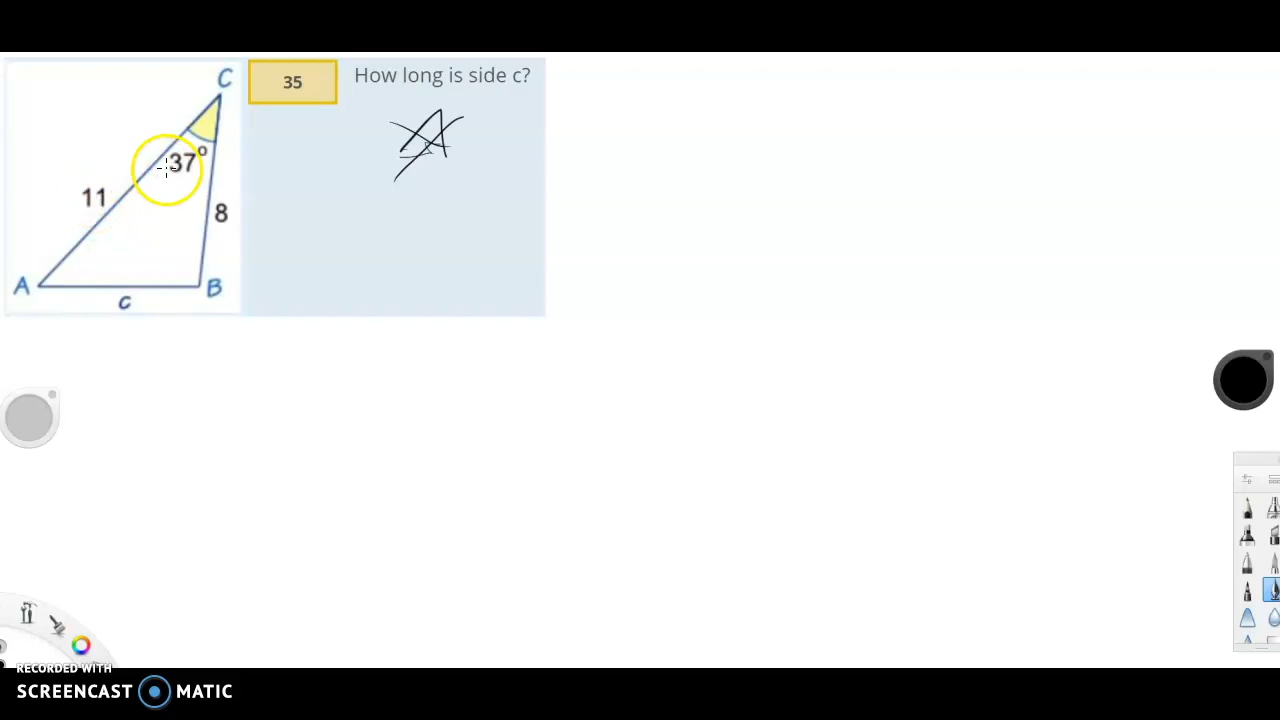 C
35
How long is side c?
37°
11
8
A
B
c
RECORDED WITH
SCREENCAST MATIC